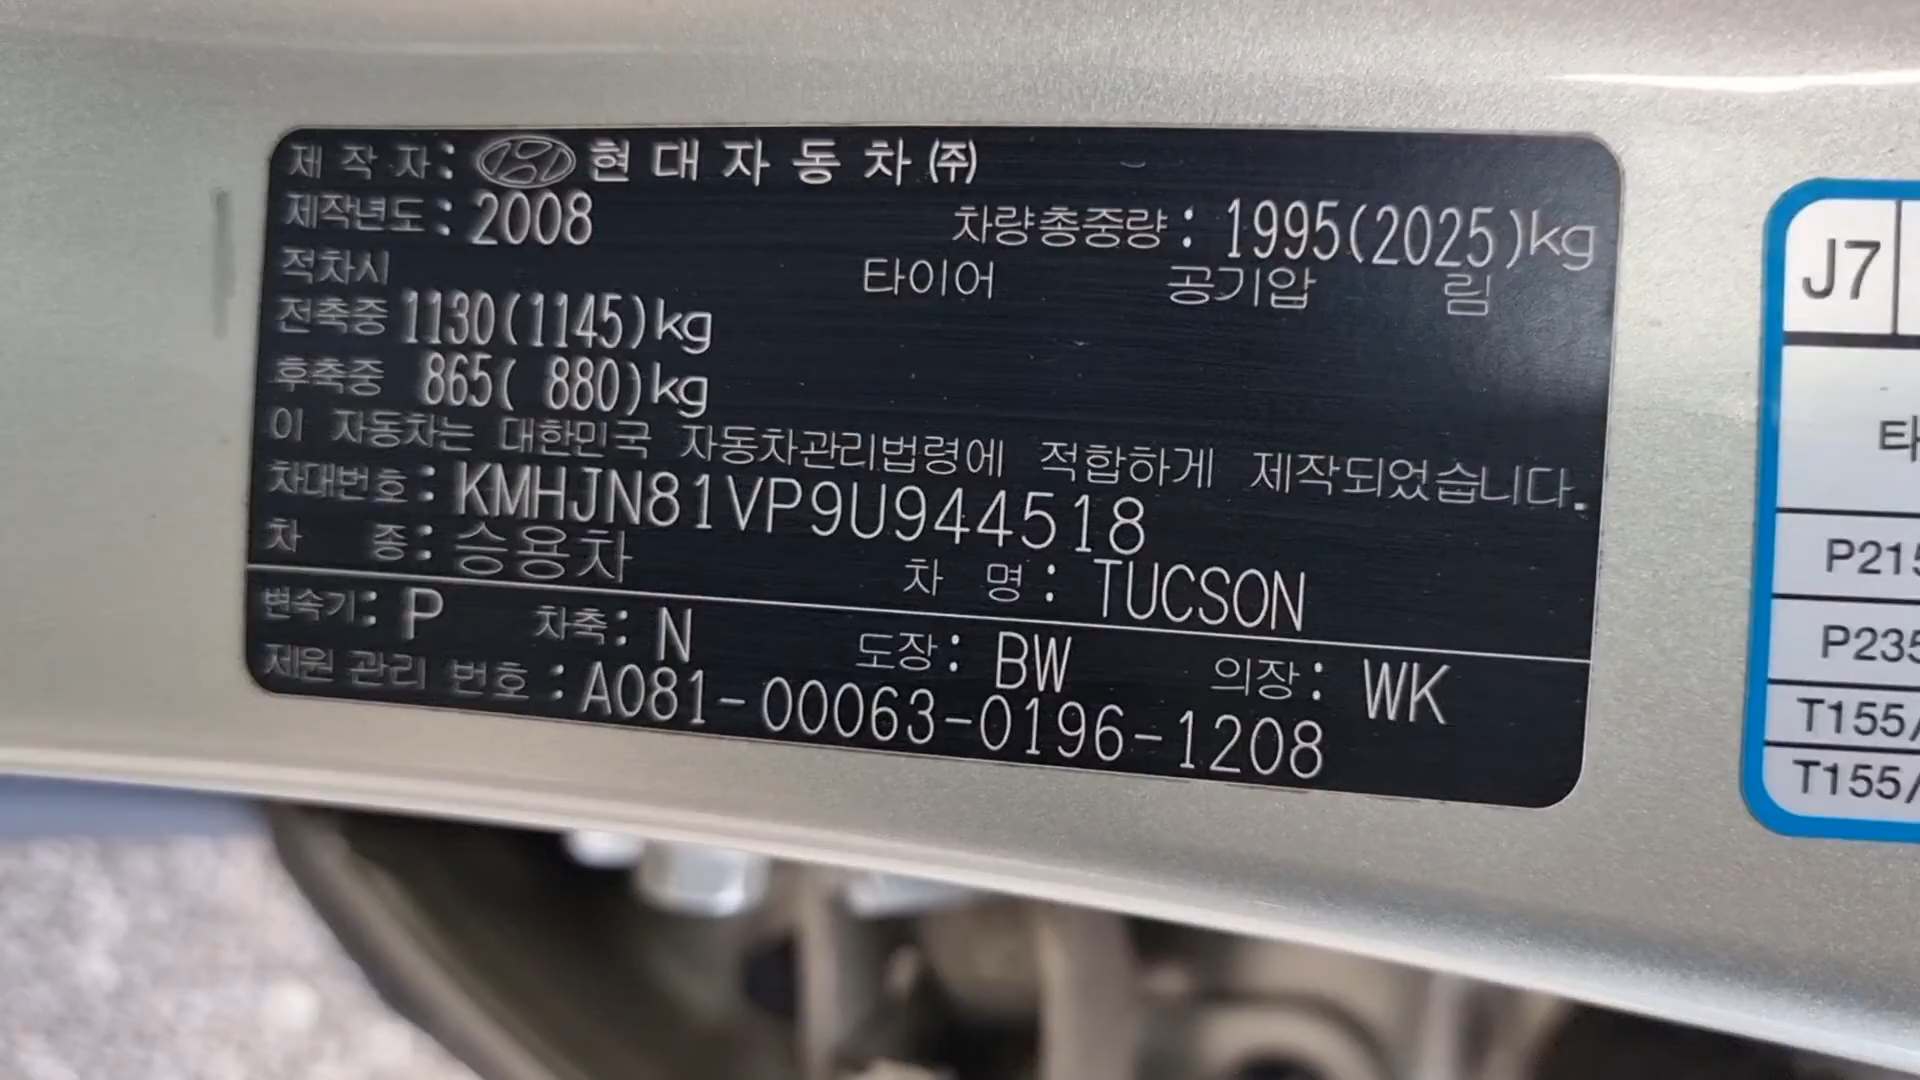 제 작 자 : 현 대 자 동 차 (주)
제작년도 : 2008 차량총중량 : 1995(2025)kg
적차시 타이어 공기압 림
전축중 1130(1145)kg
후축중 865( 880)kg
이 자동차는 대한민국 자동차관리법령에 적합하게 제작되었습니다.
차대번호 : KMHJN81VP9U944518
차 종 : 승용차 차 명 : TUCSON
변속기 : P 차축 : N 도장 : BW 의장 : WK
제원 관리 번호 : A081-00063-0196-1208
J7
타
P215
P235
T155/
T155/